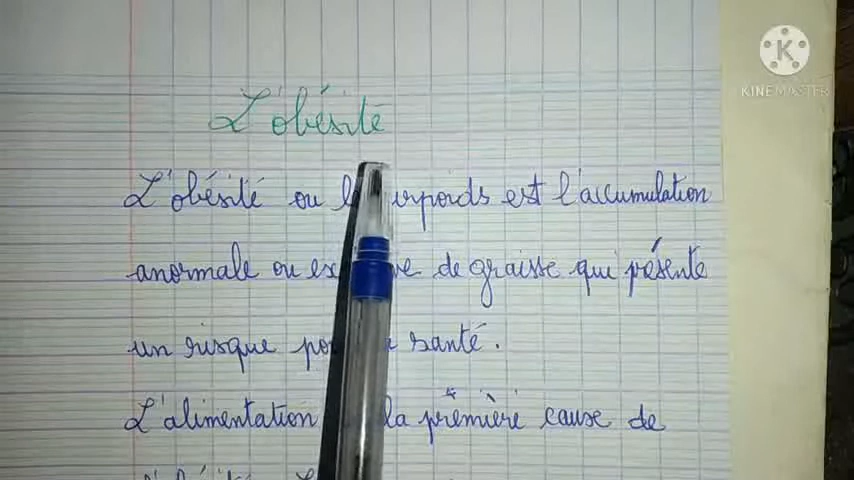 KINEMASTER
L'obésité
L'obésité ou est l'accumulation
anormale ou de graisse qui présente
un risque santé.
L'alimentation la prémière cause de